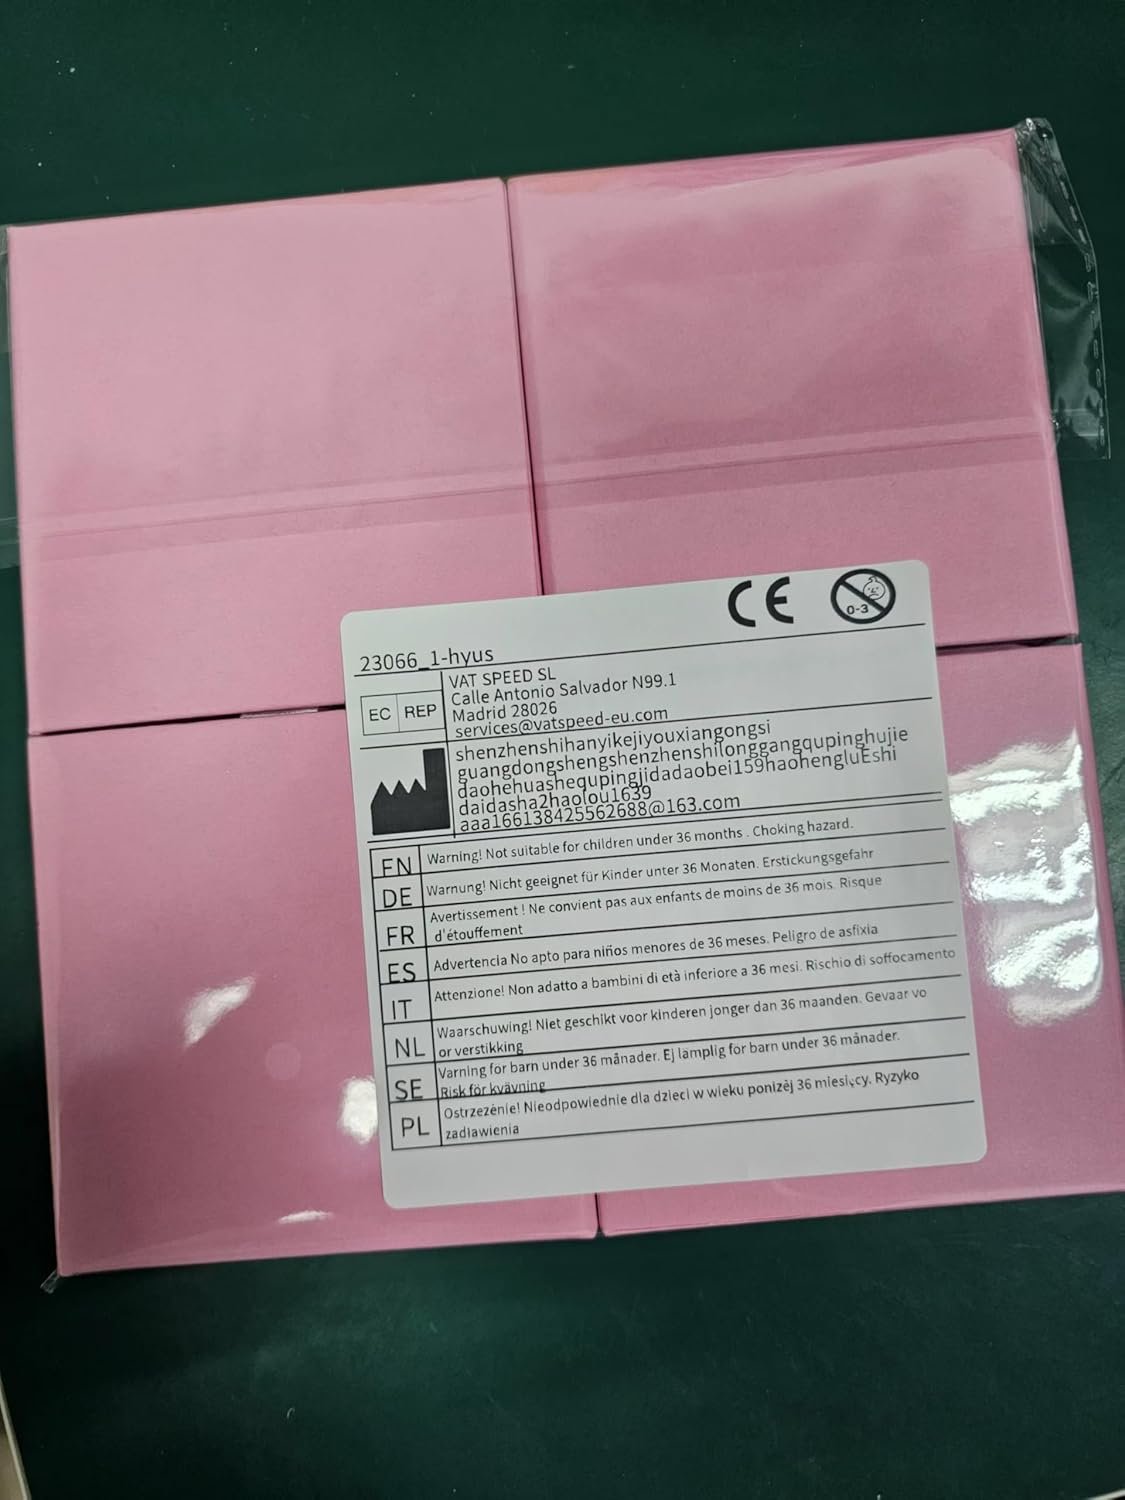 CE
0-3
23066_1-hyus
EC REP
VAT SPEED SL
Calle Antonio Salvador N99.1
Madrid 28026
services@vatspeed-eu.com
shenzhenshihanyikejiyouxiangongsi
guangdongshengshenzhenshilonggangqupinghujie
daohehuashequpingjidadaobei159haohengluEshi
daidasha2haolou1639
aaa166138425562688@163.com
EN Warning! Not suitable for children under 36 months . Choking hazard.
DE Warnung! Nicht geeignet für Kinder unter 36 Monaten. Erstickungsgefahr
FR Avertissement ! Ne convient pas aux enfants de moins de 36 mois. Risque
d'étouffement
ES Advertencia No apto para niños menores de 36 meses. Peligro de asfixia
IT Attenzione! Non adatto a bambini di età inferiore a 36 mesi. Rischio di soffocamento
NL Waarschuwing! Niet geschikt voor kinderen jonger dan 36 maanden. Gevaar vo
or verstikking
SE Varning for barn under 36 månader. Ej lamplig for barn under 36 månader.
Risk för kvävning
PL Ostrzezénie! Nieodpowiednie dla dzieci w wieku ponizéj 36 miesięcy. Ryzyko
zadławienia